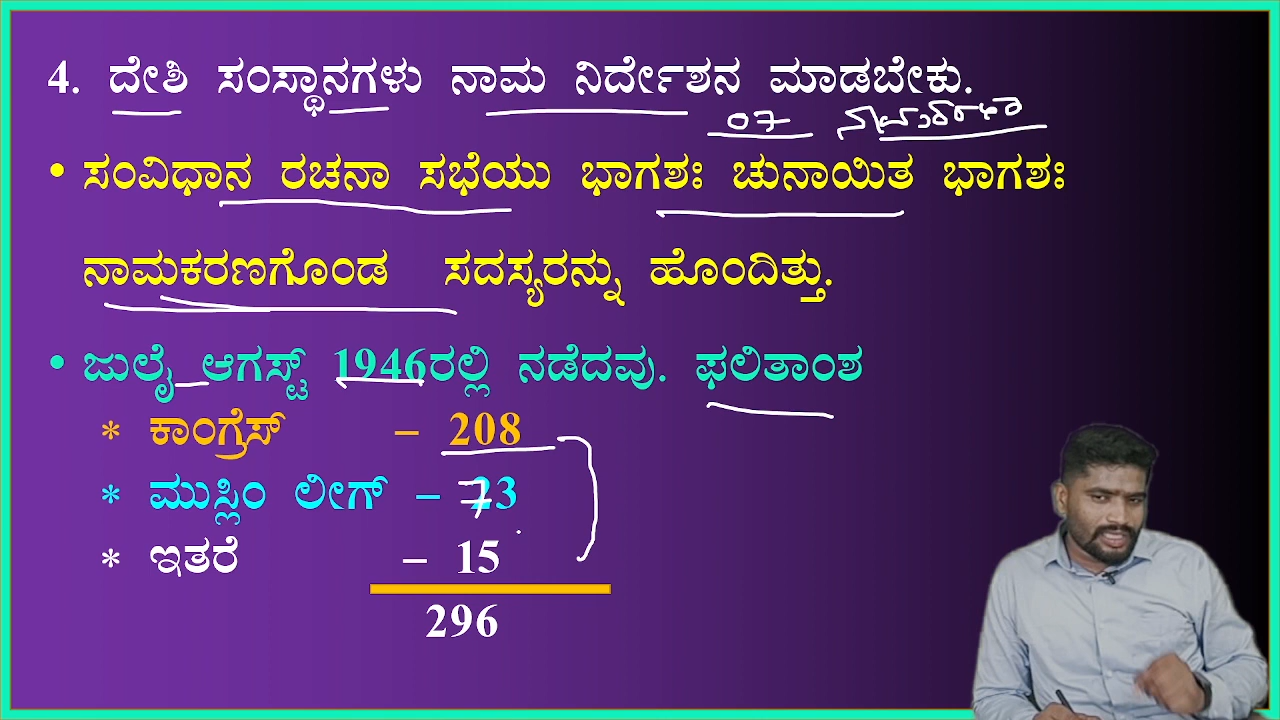 4. ದೇಶಿ ಸಂಸ್ಥಾನಗಳು ನಾಮ ನಿರ್ದೇಶನ ಮಾಡಬೇಕು.
• ಸಂವಿಧಾನ ರಚನಾ ಸಭೆಯು ಭಾಗಶಃ ಚುನಾಯಿತ ಭಾಗಶಃ
ನಾಮಕರಣಗೊಂಡ ಸದಸ್ಯರನ್ನು ಹೊಂದಿತ್ತು.
• ಜುಲೈ ಆಗಸ್ಟ್ 1946ರಲ್ಲಿ ನಡೆದವು. ಫಲಿತಾಂಶ
* ಕಾಂಗ್ರೆಸ್ – 208
* ಮುಸ್ಲಿಂ ಲೀಗ್ – 73
* ಇತರೆ – 15
296